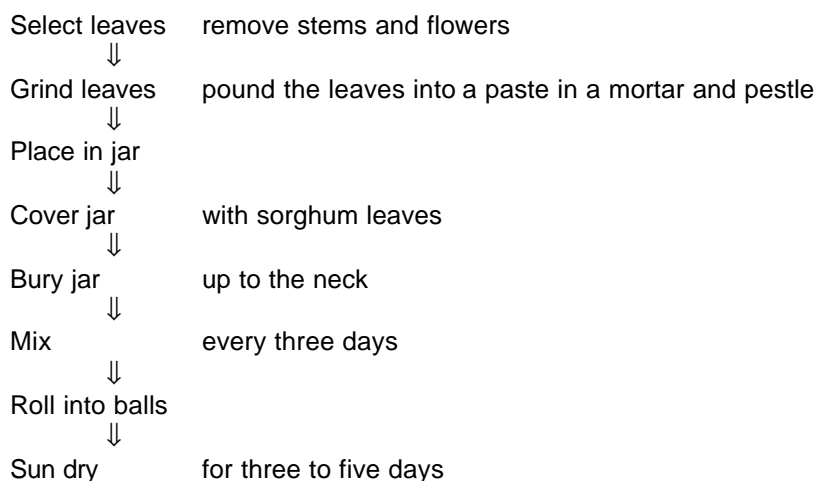 Select leaves remove stems and flowers
⇓
Grind leaves pound the leaves into a paste in a mortar and pestle
⇓
Place in jar
⇓
Cover jar with sorghum leaves
⇓
Bury jar up to the neck
⇓
Mix every three days
⇓
Roll into balls
⇓
Sun dry for three to five days